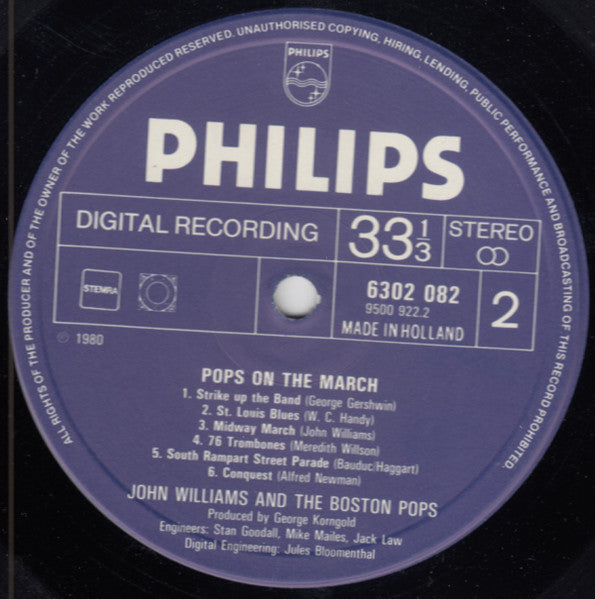 ALL RIGHTS OF THE PRODUCER AND OF THE OWNER OF THE WORK REPRODUCED RESERVED. UNAUTHORISED COPYING, HIRING, LENDING, PUBLIC PERFORMANCE AND BROADCASTING OF THIS RECORD PROHIBITED.
PHILIPS
PHILIPS
DIGITAL RECORDING
33 1/3
STEREO
STEMRA
6302 082
9500 922.2
2
MADE IN HOLLAND
℗ 1980
POPS ON THE MARCH
1. Strike up the Band (George Gershwin)
2. St. Louis Blues (W. C. Handy)
3. Midway March (John Williams)
4. 76 Trombones (Meredith Willson)
5. South Rampart Street Parade (Bauduc/Haggart)
6. Conquest (Alfred Newman)
JOHN WILLIAMS AND THE BOSTON POPS
Produced by George Korngold
Engineers: Stan Goodall, Mike Mailes, Jack Law
Digital Engineering: Jules Bloomenthal